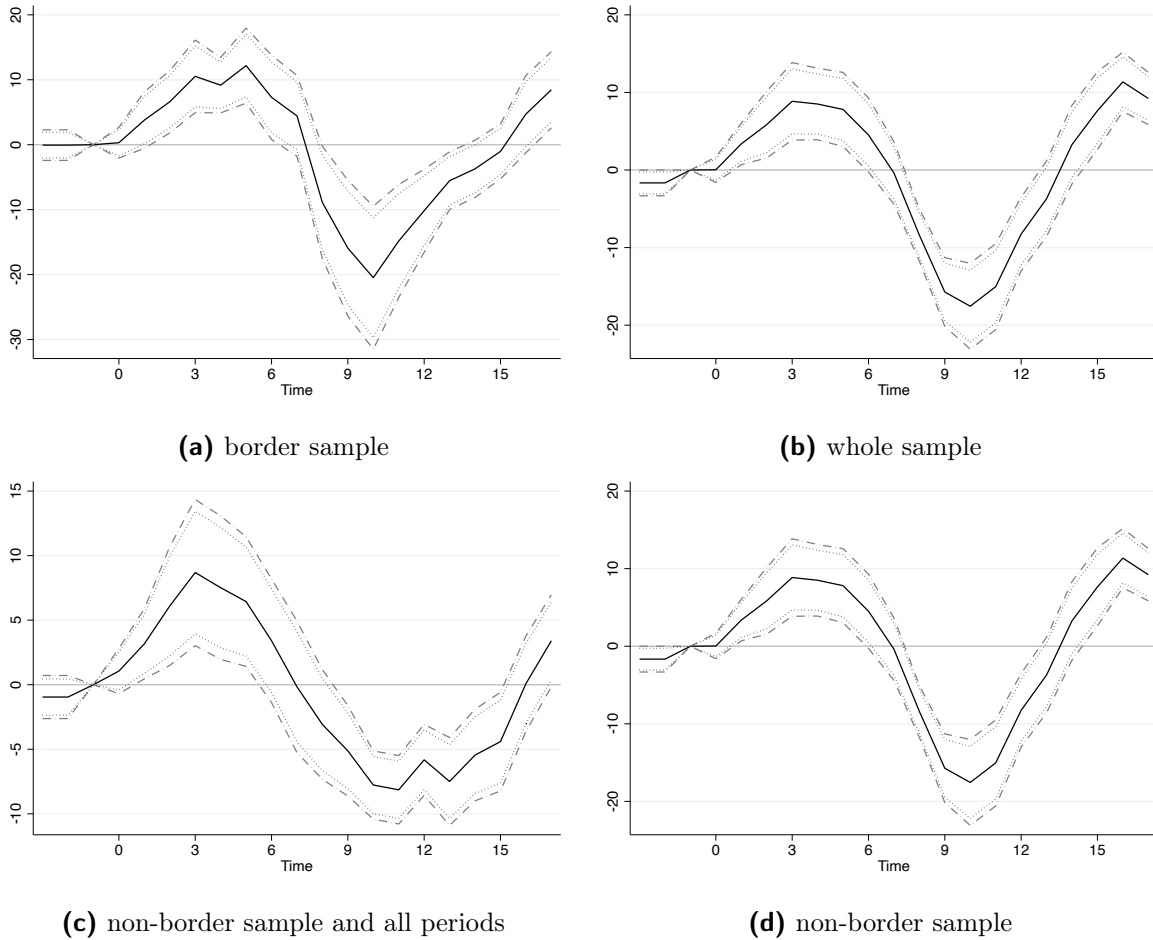 20
10
0
-10
-20
-30
0 3 6 9 12 15
Time
(a) border sample
20
10
0
-10
-20
0 3 6 9 12 15
Time
(b) whole sample
15
10
5
0
-5
-10
0 3 6 9 12 15
Time
(c) non-border sample and all periods
20
10
0
-10
-20
0 3 6 9 12 15
Time
(d) non-border sample